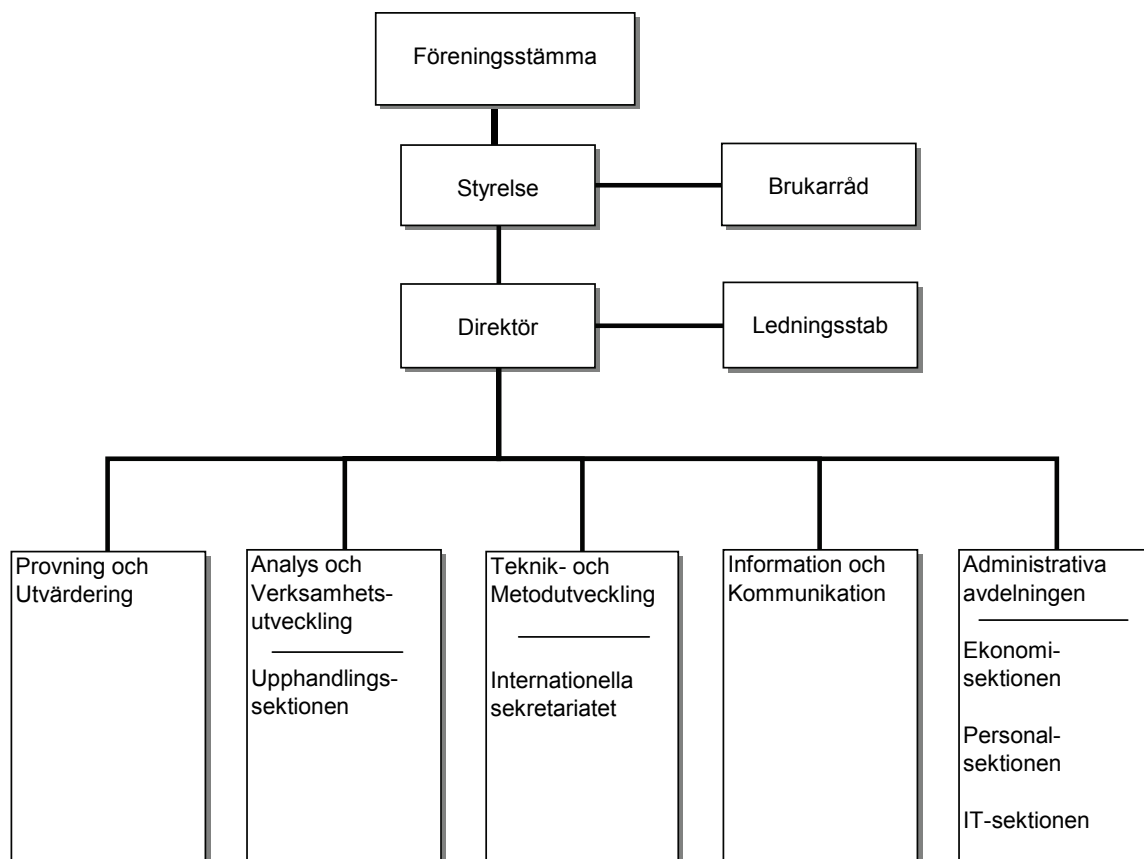 Föreningsstämma
Styrelse
Brukarråd
Direktör
Ledningsstab
Provning och
Utvärdering
Analys och
Verksamhets-
utveckling
Upphandlings-
sektionen
Teknik- och
Metodutveckling
Internationella
sekretariatet
Information och
Kommunikation
Administrativa
avdelningen
Ekonomi-
sektionen
Personal-
sektionen
IT-sektionen